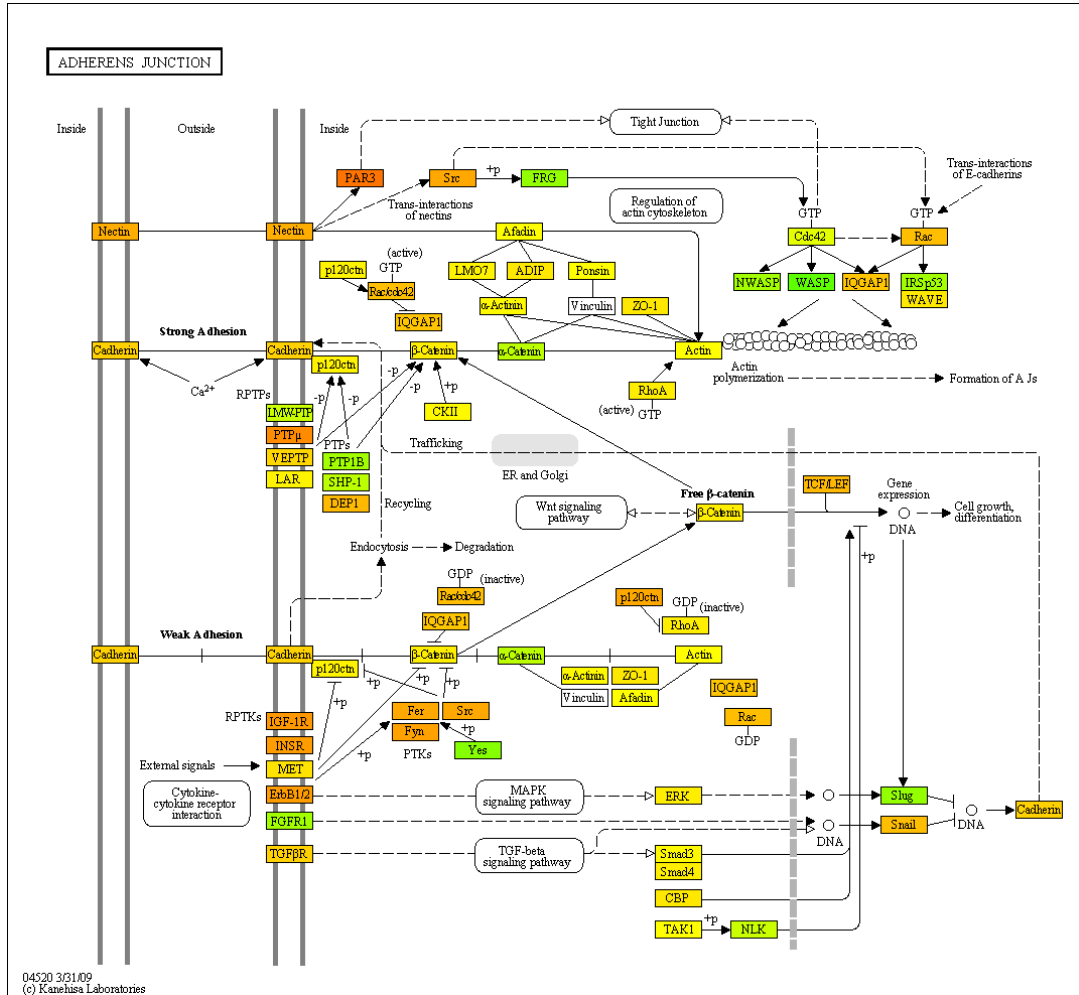 ADHERENS JUNCTION
Inside
Outside
Inside
Tight Junction
PAR3
Src
+p
FRG
Trans-interactions
of E-cadherins
Trans-interactions
of nectins
Regulation of
actin cytoskeleton
GTP
GTP
Nectin
Nectin
Afadin
Cdc42
Rac
(active)
GTP
p120ctn
Rac/cdc42
IQGAP1
LMO7
ADIP
Ponsin
α-Actinin
Vinculin
ZO-1
NWASP
WASP
IQGAP1
IRSp53
WAVE
Strong Adhesion
Cadherin
Cadherin
p120ctn
β-Catenin
α-Catenin
Actin
Actin
polymerization
Formation of A Js
Ca2+
RPTPs
-p
-p
-p
-p
+p
CKII
RhoA
(active)
GTP
LMW-PTP
PTPμ
VEPTP
LAR
PTPs
PTP1B
SHP-1
DEP1
Trafficking
ER and Golgi
Recycling
Free β-catenin
Wnt signaling
pathway
β-Catenin
TCF/LEF
Gene
expression
DNA
Cell growth,
differentiation
+p
Endocytosis
Degradation
GDP
(inactive)
Rac/cdc42
IQGAP1
p120ctn
GDP
(inactive)
RhoA
Weak Adhesion
Cadherin
Cadherin
p120ctn
β-Catenin
α-Catenin
Actin
α-Actinin
ZO-1
Vinculin
Afadin
IQGAP1
Rac
GDP
+p
+p
+p
+p
+p
+p
RPTKs
IGF-1R
INSR
MET
ErbB1/2
FGFR1
TGFβR
Fer
Src
Fyn
PTKs
Yes
External signals
Cytokine-
cytokine receptor
interaction
MAPK
signaling pathway
ERK
Slug
Snail
DNA
DNA
Cadherin
TGF-beta
signaling pathway
Smad3
Smad4
CBP
TAK1
+p
NLK
04520 3/31/09
(c) Kanehisa Laboratories